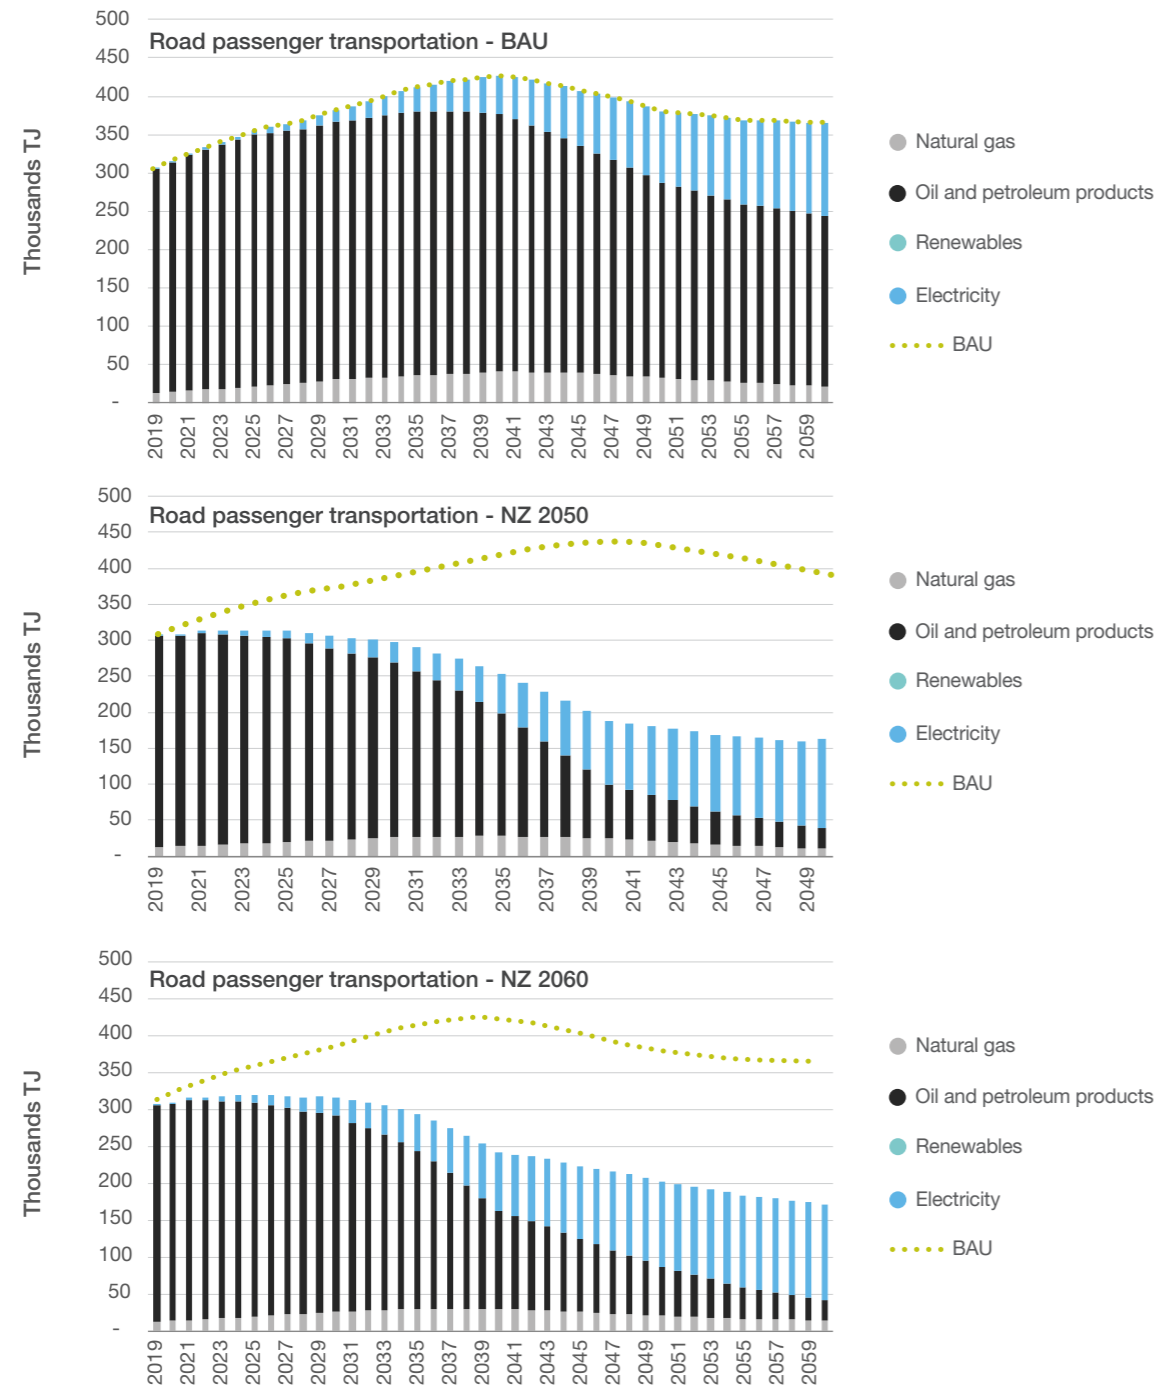 Road passenger transportation - BAU
Thousands TJ
500
450
400
350
300
250
200
150
100
50
-
2019 2021 2023 2025 2027 2029 2031 2033 2035 2037 2039 2041 2043 2045 2047 2049 2051 2053 2055 2057 2059
Natural gas
Oil and petroleum products
Renewables
Electricity
BAU
Road passenger transportation - NZ 2050
Thousands TJ
500
450
400
350
300
250
200
150
100
50
-
2019 2021 2023 2025 2027 2029 2031 2033 2035 2037 2039 2041 2043 2045 2047 2049
Natural gas
Oil and petroleum products
Renewables
Electricity
BAU
Road passenger transportation - NZ 2060
Thousands TJ
500
450
400
350
300
250
200
150
100
50
-
2019 2021 2023 2025 2027 2029 2031 2033 2035 2037 2039 2041 2043 2045 2047 2049 2051 2053 2055 2057 2059
Natural gas
Oil and petroleum products
Renewables
Electricity
BAU